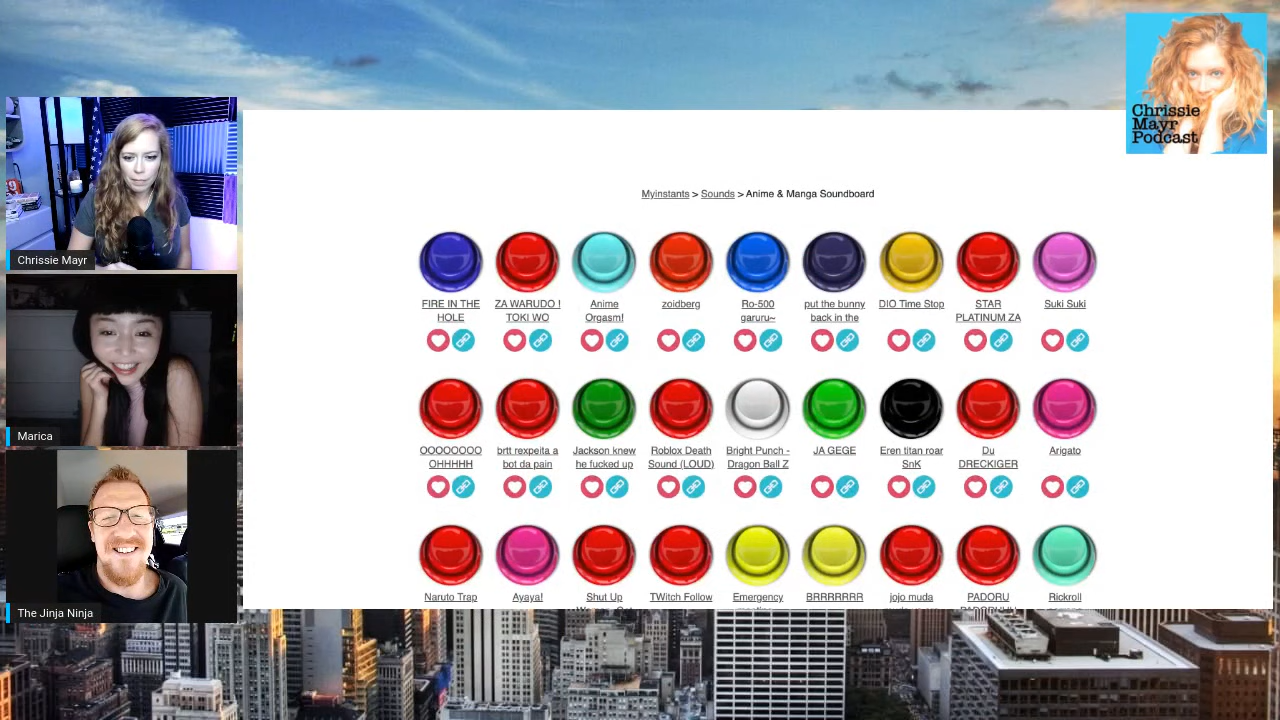 Chrissie
Mayr
Podcast
Chrissie Mayr
Marica
The Jinja Ninja
Myinstants > Sounds > Anime & Manga Soundboard
FIRE IN THE
HOLE
ZA WARUDO !
TOKI WO
Anime
Orgasm!
zoidberg
Ro-500
garuru~
put the bunny
back in the
DIO Time Stop
STAR
PLATINUM ZA
Suki Suki
OOOOOOOO
OHHHHH
brtt rexpeita a
bot da pain
Jackson knew
he fucked up
Roblox Death
Sound (LOUD)
Bright Punch -
Dragon Ball Z
JA GEGE
Eren titan roar
SnK
Du
DRECKIGER
Arigato
Naruto Trap
Ayaya!
Shut Up
TWitch Follow
Emergency
BRRRRRRR
jojo muda
PADORU
Rickroll